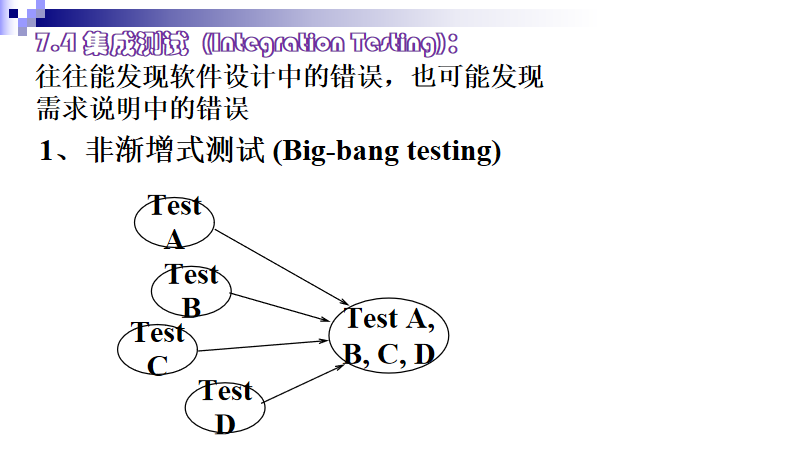 7.4 集成测试 (Integration Testing):
往往能发现软件设计中的错误，也可能发现
需求说明中的错误
1、非渐增式测试 (Big-bang testing)
Test
A
Test
B
Test
C
Test
D
Test A,
B, C, D